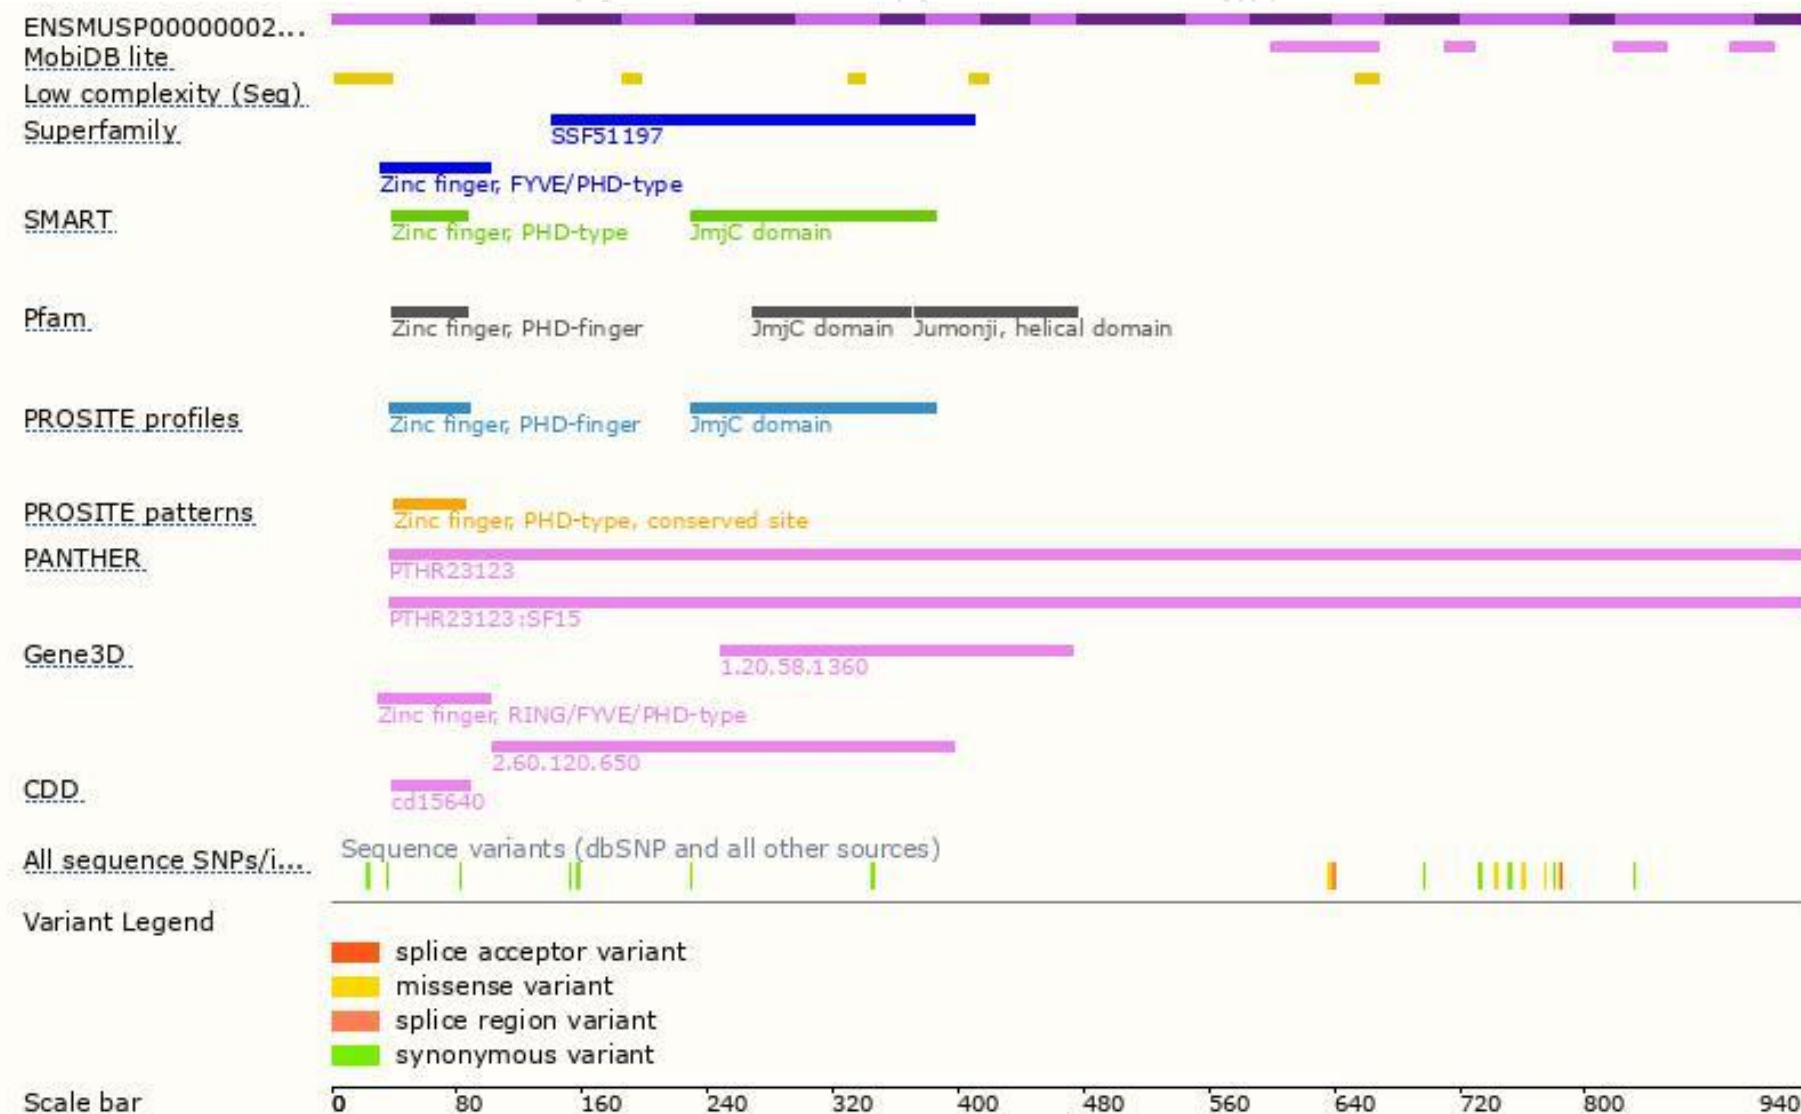 ENSMUSP00000002...
MobiDB lite
Low complexity (Seg)
Superfamily
SSF51197
Zinc finger, FYVE/PHD-type
SMART
Zinc finger, PHD-type JmjC domain
Pfam
Zinc finger, PHD-finger JmjC domain Jumonji, helical domain
PROSITE profiles
Zinc finger, PHD-finger JmjC domain
PROSITE patterns
Zinc finger, PHD-type, conserved site
PANTHER
PTHR23123
PTHR23123:SF15
Gene3D
1.20.58.1360
Zinc finger, RING/FYVE/PHD-type
2.60.120.650
CDD
cd15640
Sequence variants (dbSNP and all other sources)
All sequence SNPs/i...
Variant Legend
splice acceptor variant
missense variant
splice region variant
synonymous variant
Scale bar 0 80 160 240 320 400 480 560 640 720 800 940